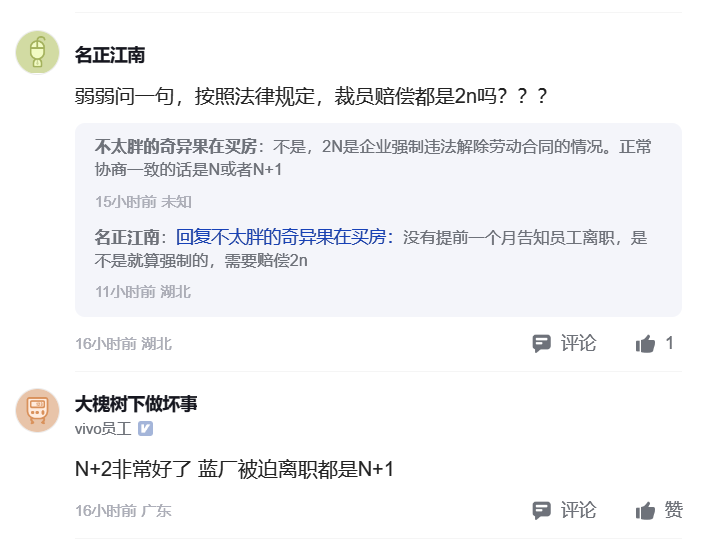 名正江南
弱弱问一句，按照法律规定，裁员赔偿都是2n吗？？？
不太胖的奇异果在买房：不是，2N是企业强制违法解除劳动合同的情况。正常
协商一致的话是N或者N+1
15小时前 未知
名正江南：回复不太胖的奇异果在买房：没有提前一个月告知员工离职，是
不是就算强制的，需要赔偿2n
11小时前 湖北
16小时前 湖北 评论 1
大槐树下做坏事
vivo员工
N+2非常好了 蓝厂被迫离职都是N+1
16小时前 广东 评论 赞